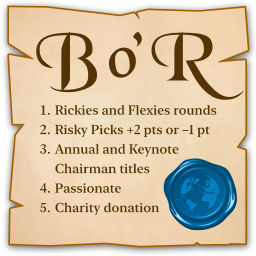 Bo'R
1. Rickies and Flexies rounds
2. Risky Picks +2 pts or –1 pt
3. Annual and Keynote
Chairman titles
4. Passionate
5. Charity donation